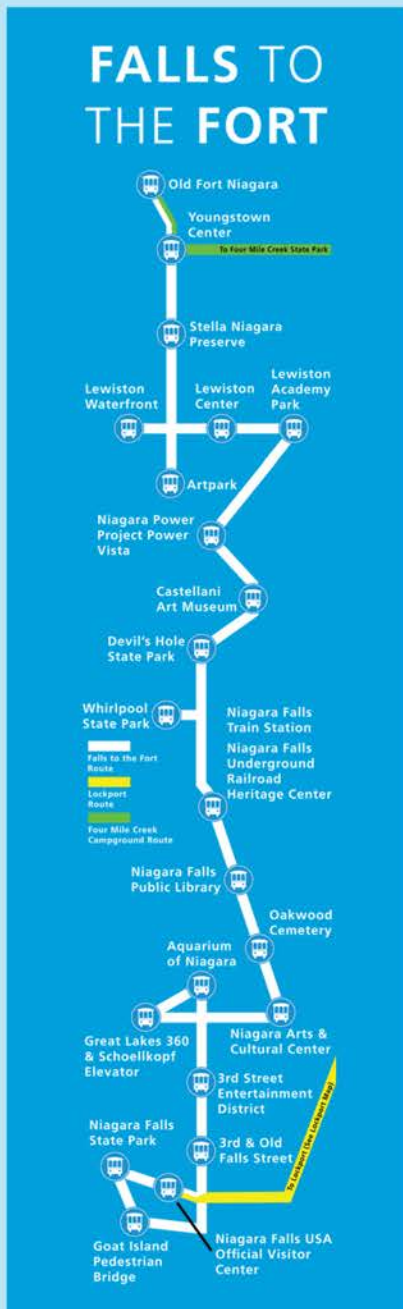 FALLS TO
THE FORT
Old Fort Niagara
Youngstown
Center
To Four Mile Creek State Park
Stella Niagara
Preserve
Lewiston
Waterfront
Lewiston
Center
Lewiston
Academy
Park
Artpark
Niagara Power
Project Power
Vista
Castellani
Art Museum
Devil's Hole
State Park
Whirlpool
State Park
Niagara Falls
Train Station
Niagara Falls
Underground
Railroad
Heritage Center
Falls to the Fort
Route
Lockport
Route
Four Mile Creek
Campground Route
Niagara Falls
Public Library
Oakwood
Cemetery
Aquarium
of Niagara
Great Lakes 360
& Schoellkopf
Elevator
Niagara Arts &
Cultural Center
3rd Street
Entertainment
District
Niagara Falls
State Park
3rd & Old
Falls Street
To Lockport (See Lockport Map)
Goat Island
Pedestrian
Bridge
Niagara Falls USA
Official Visitor
Center